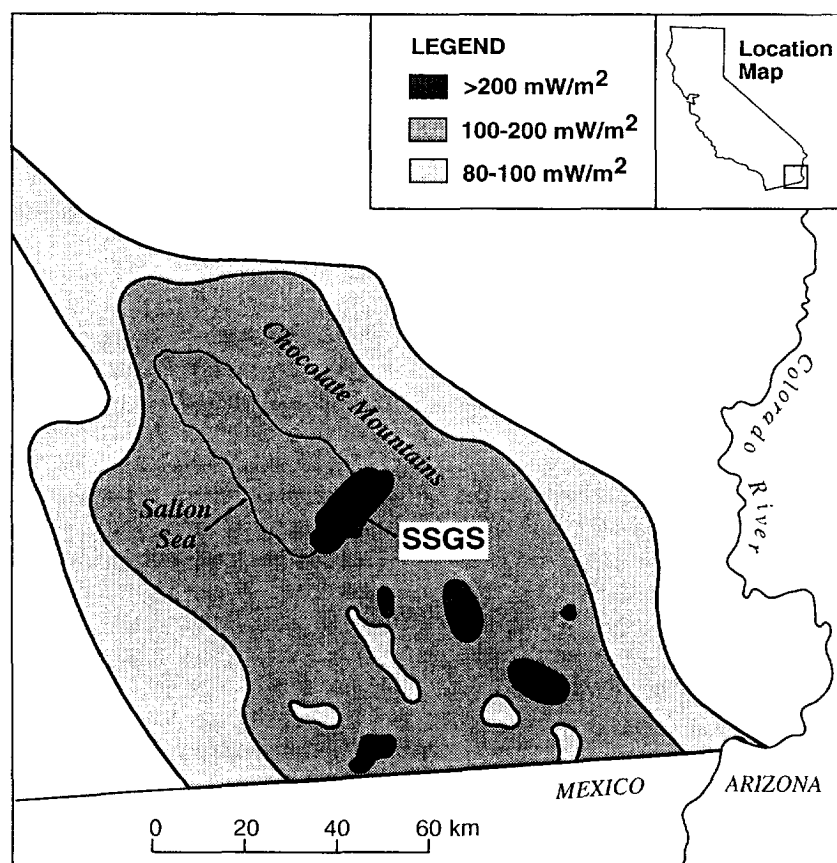 LEGEND
>200 mW/m²
100-200 mW/m²
80-100 mW/m²
Location
Map
Chocolate Mountains
Salton
Sea
SSGS
Colorado River
MEXICO
ARIZONA
0 20 40 60 km